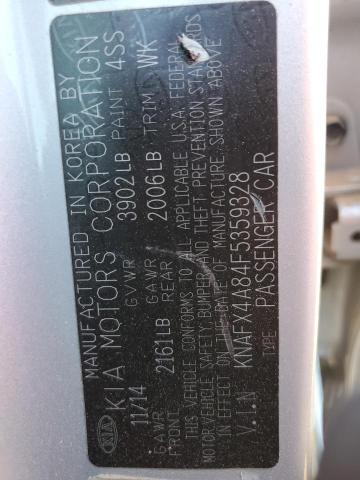 KIA
MANUFACTURED IN KOREA BY
KIA MOTORS CORPORATION
11/14 GVWR 3902LB PAINT 4SS
GAWR FRONT 2161LB GAWR REAR 2006LB TRIM WK
THIS VEHICLE CONFORMS TO ALL APPLICABLE U.S.A. FEDERAL
MOTOR VEHICLE SAFETY BUMPER, AND THEFT PREVENTION STANDARDS
IN EFFECT ON THE DATE OF MANUFACTURE SHOWN ABOVE
V.I.N KNAFX4A84F5359328
TYPE PASSENGER CAR